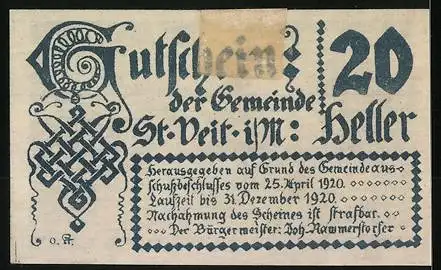 Gutschein: 20
der Gemeinde
St. Veit i/M: Heller
Herausgegeben auf Grund des Gemeindeaus-
schußbeschlusses vom 25. April 1920.
Laufzeit bis 31. Dezember 1920.
Nachahmung des Scheines ist strafbar.
Der Bürgermeister: Joh. Rammerstorfer